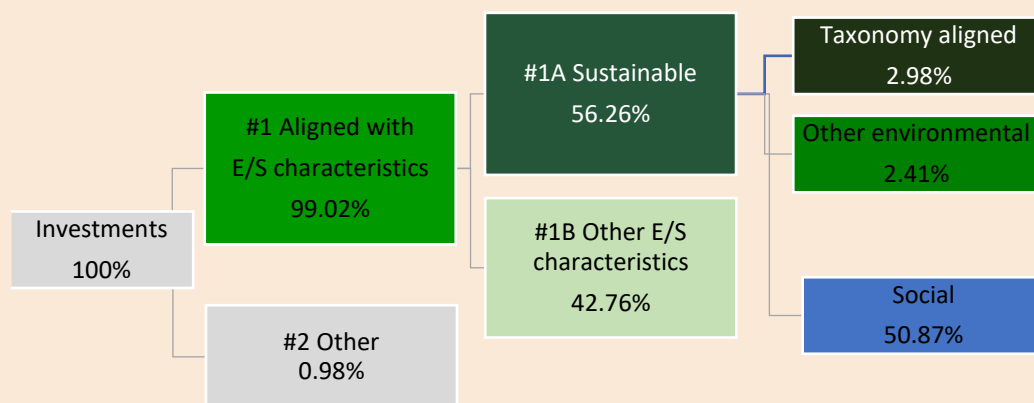 Investments
100%
#1 Aligned with
E/S characteristics
99.02%
#2 Other
0.98%
#1A Sustainable
56.26%
#1B Other E/S
characteristics
42.76%
Taxonomy aligned
2.98%
Other environmental
2.41%
Social
50.87%